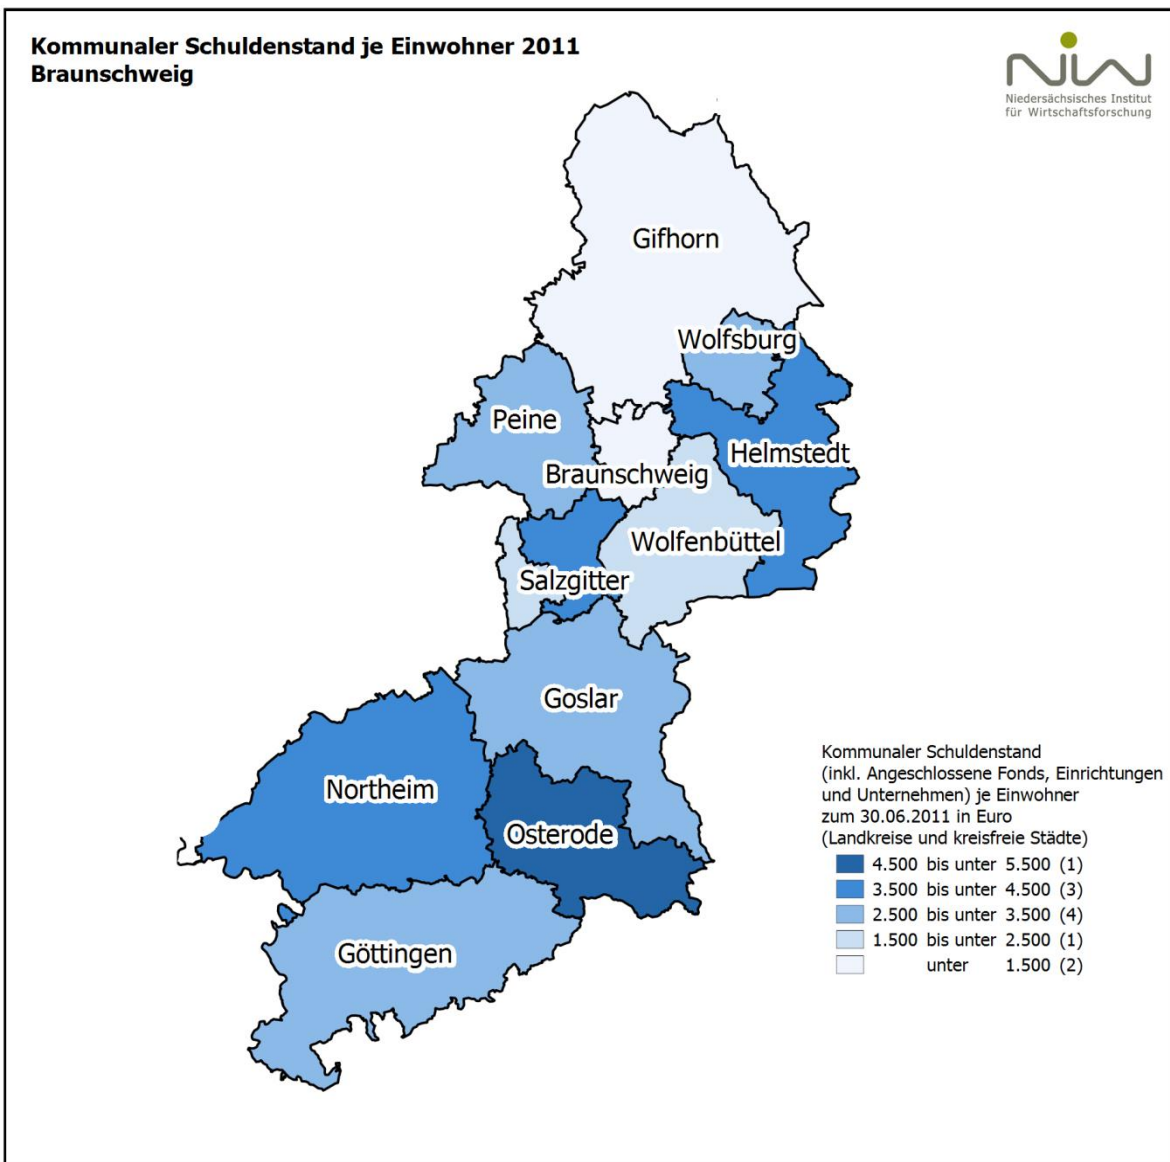 Kommunaler Schuldenstand je Einwohner 2011
Braunschweig
NIW
Niedersächsisches Institut
für Wirtschaftsforschung
Gifhorn
Wolfsburg
Peine
Helmstedt
Braunschweig
Wolfenbüttel
Salzgitter
Goslar
Northeim
Osterode
Göttingen
Kommunaler Schuldenstand
(inkl. Angeschlossene Fonds, Einrichtungen
und Unternehmen) je Einwohner
zum 30.06.2011 in Euro
(Landkreise und kreisfreie Städte)
4.500 bis unter 5.500 (1)
3.500 bis unter 4.500 (3)
2.500 bis unter 3.500 (4)
1.500 bis unter 2.500 (1)
unter 1.500 (2)